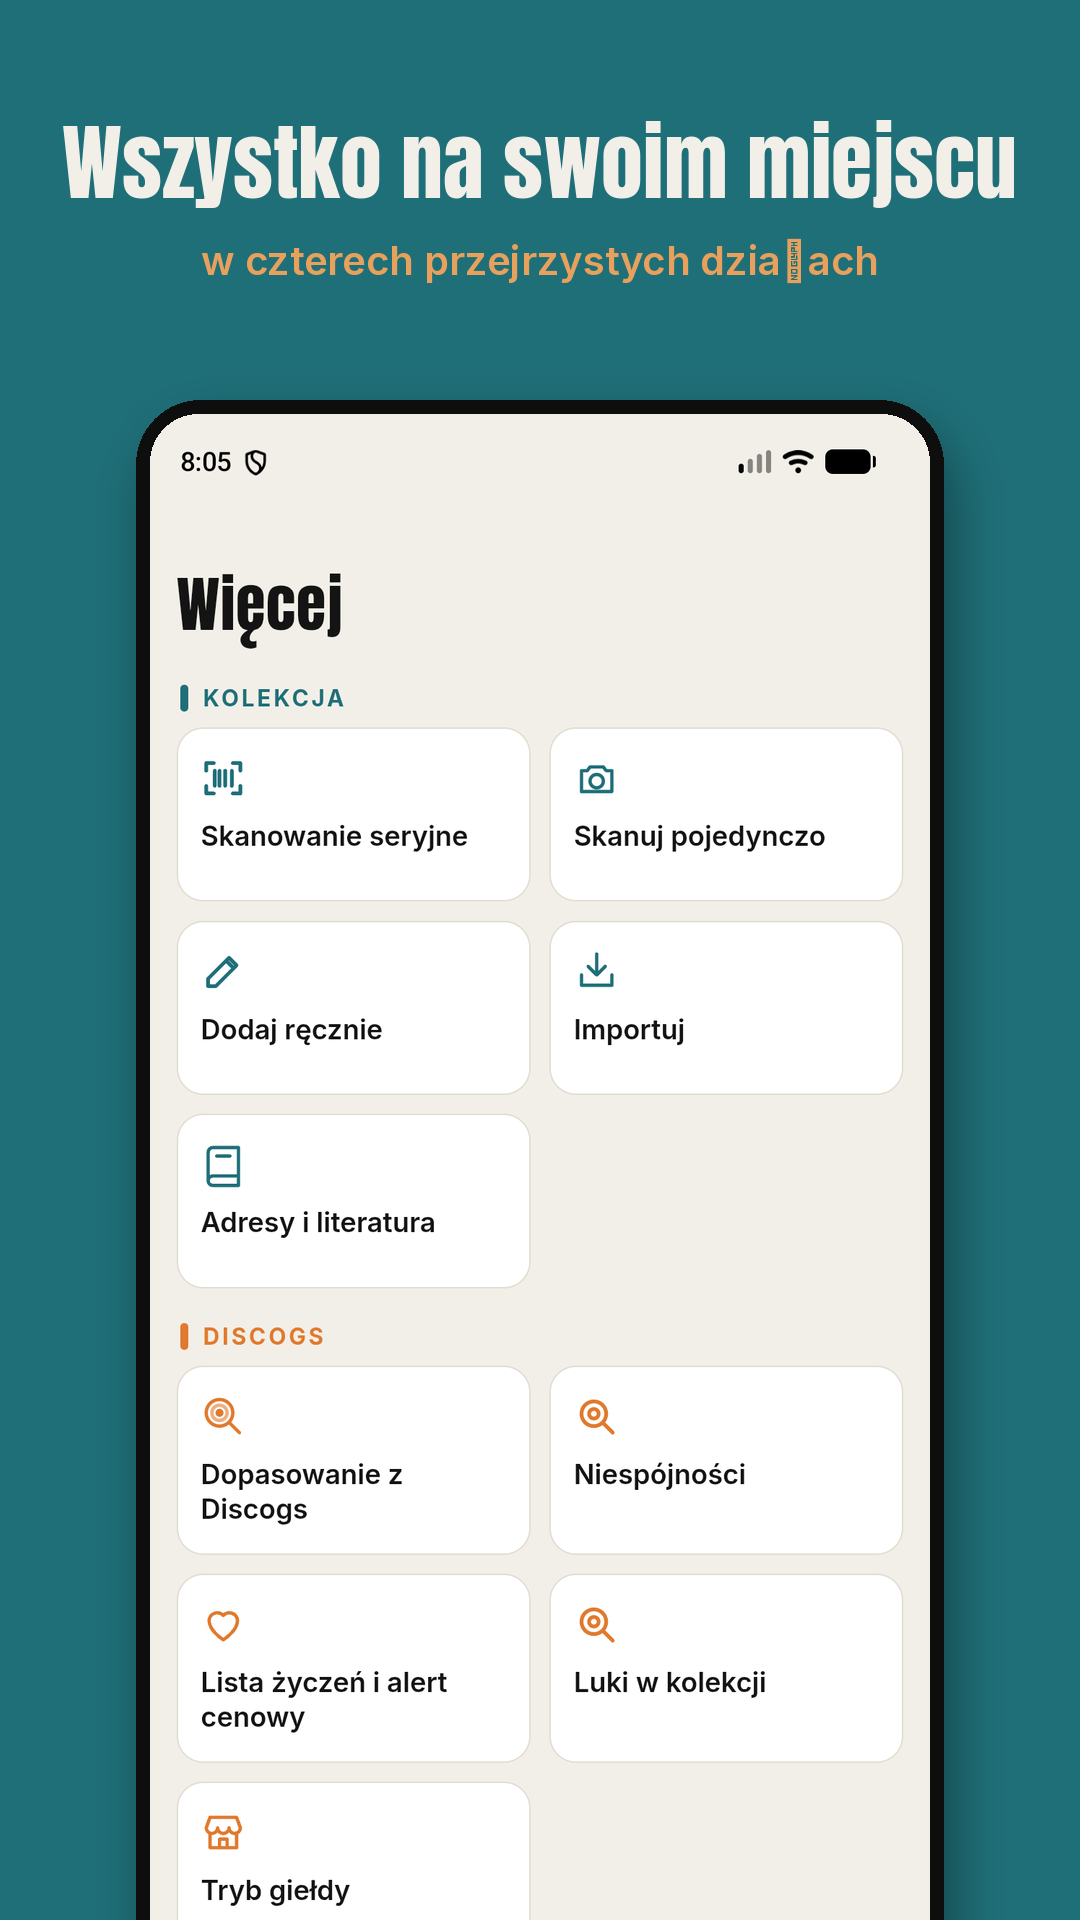 Wszystko na swoim miejscu
w czterech przejrzystych dzia▯ach
8:05
Więcej
KOLEKCJA
Skanowanie seryjne
Skanuj pojedynczo
Dodaj ręcznie
Importuj
Adresy i literatura
DISCOGS
Dopasowanie z
Discogs
Niespójności
Lista życzeń i alert
cenowy
Luki w kolekcji
Tryb giełdy